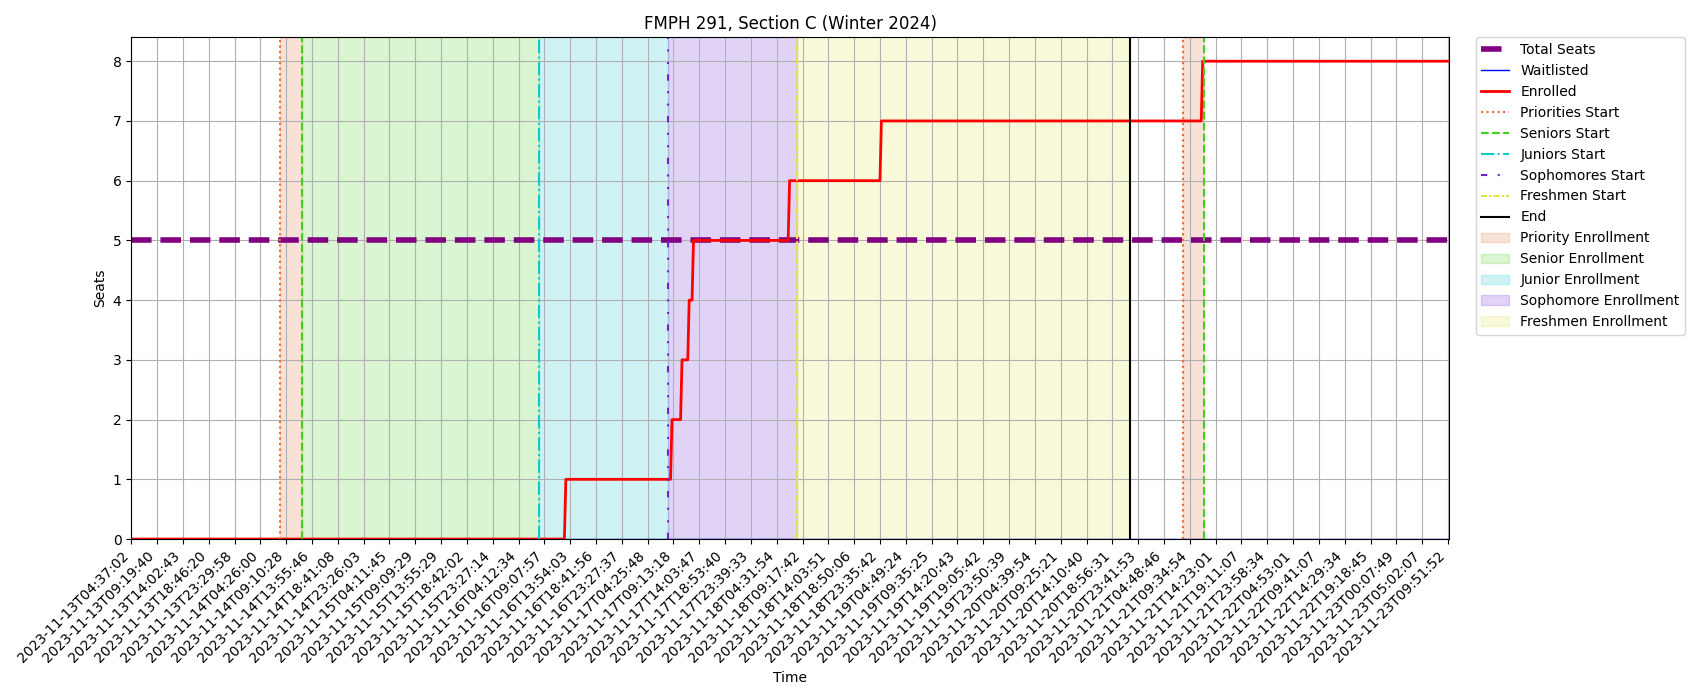 FMPH 291, Section C (Winter 2024)
Seats
8
7
6
5
4
3
2
1
0
2023-11-13T04:37:02
2023-11-13T09:19:40
2023-11-13T14:02:43
2023-11-13T18:46:20
2023-11-13T23:29:58
2023-11-14T04:26:00
2023-11-14T09:10:28
2023-11-14T13:55:46
2023-11-14T18:41:08
2023-11-14T23:26:03
2023-11-15T04:11:45
2023-11-15T09:09:29
2023-11-15T13:55:29
2023-11-15T18:42:02
2023-11-15T23:27:14
2023-11-16T04:12:34
2023-11-16T09:07:57
2023-11-16T13:54:03
2023-11-16T18:41:56
2023-11-16T23:27:37
2023-11-17T04:25:48
2023-11-17T09:13:18
2023-11-17T14:03:47
2023-11-17T18:53:40
2023-11-17T23:39:33
2023-11-18T04:31:54
2023-11-18T09:17:42
2023-11-18T14:03:51
2023-11-18T18:50:06
2023-11-18T23:35:42
2023-11-19T04:49:24
2023-11-19T09:35:25
2023-11-19T14:20:43
2023-11-19T19:05:42
2023-11-19T23:50:39
2023-11-20T04:39:54
2023-11-20T09:25:21
2023-11-20T14:10:40
2023-11-20T18:56:31
2023-11-20T23:41:53
2023-11-21T04:48:46
2023-11-21T09:34:54
2023-11-21T14:23:01
2023-11-21T19:11:07
2023-11-21T23:58:34
2023-11-22T04:53:01
2023-11-22T09:41:07
2023-11-22T14:29:34
2023-11-22T19:18:45
2023-11-23T00:07:49
2023-11-23T05:02:07
2023-11-23T09:51:52
Time
Total Seats
Waitlisted
Enrolled
Priorities Start
Seniors Start
Juniors Start
Sophomores Start
Freshmen Start
End
Priority Enrollment
Senior Enrollment
Junior Enrollment
Sophomore Enrollment
Freshmen Enrollment